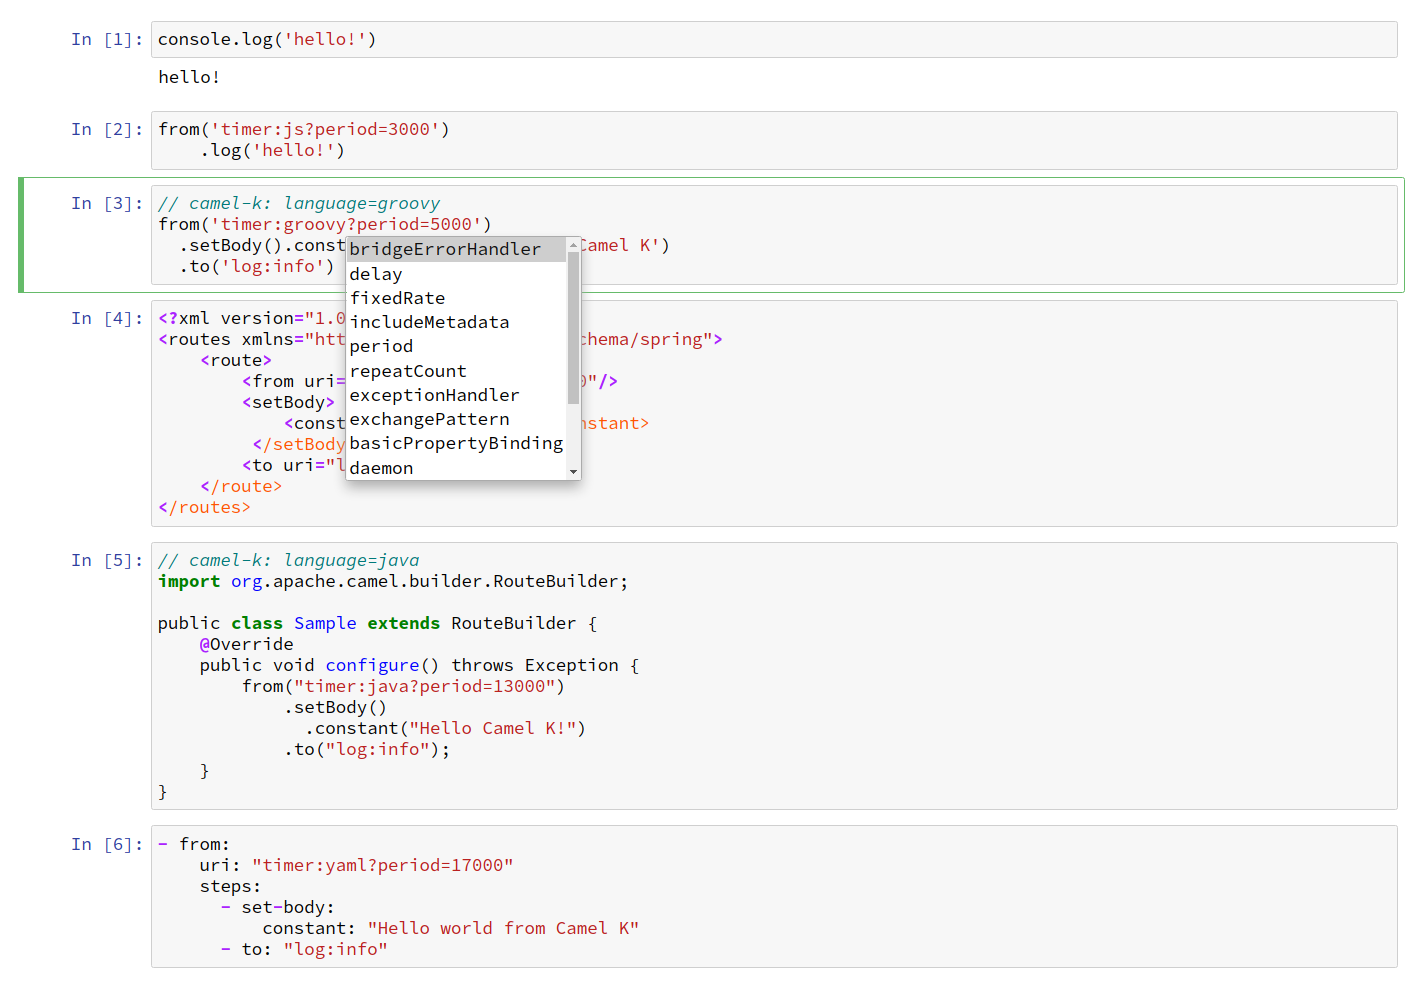 In [1]: console.log('hello!')
hello!
In [2]: from('timer:js?period=3000')
.log('hello!')
In [3]: // camel-k: language=groovy
from('timer:groovy?period=5000')
.setBody().const Camel K')
.to('log:info')
bridgeErrorHandler
delay
fixedRate
includeMetadata
period
repeatCount
exceptionHandler
exchangePattern
basicPropertyBinding
daemon
In [4]: <?xml version="1.0
<routes xmlns="htt chema/spring">
<route>
<from uri= 0"/>
<setBody>
<const nstant>
</setBody
<to uri="l
</route>
</routes>
In [5]: // camel-k: language=java
import org.apache.camel.builder.RouteBuilder;
public class Sample extends RouteBuilder {
@Override
public void configure() throws Exception {
from("timer:java?period=13000")
.setBody()
.constant("Hello Camel K!")
.to("log:info");
}
}
In [6]: - from:
uri: "timer:yaml?period=17000"
steps:
- set-body:
constant: "Hello world from Camel K"
- to: "log:info"